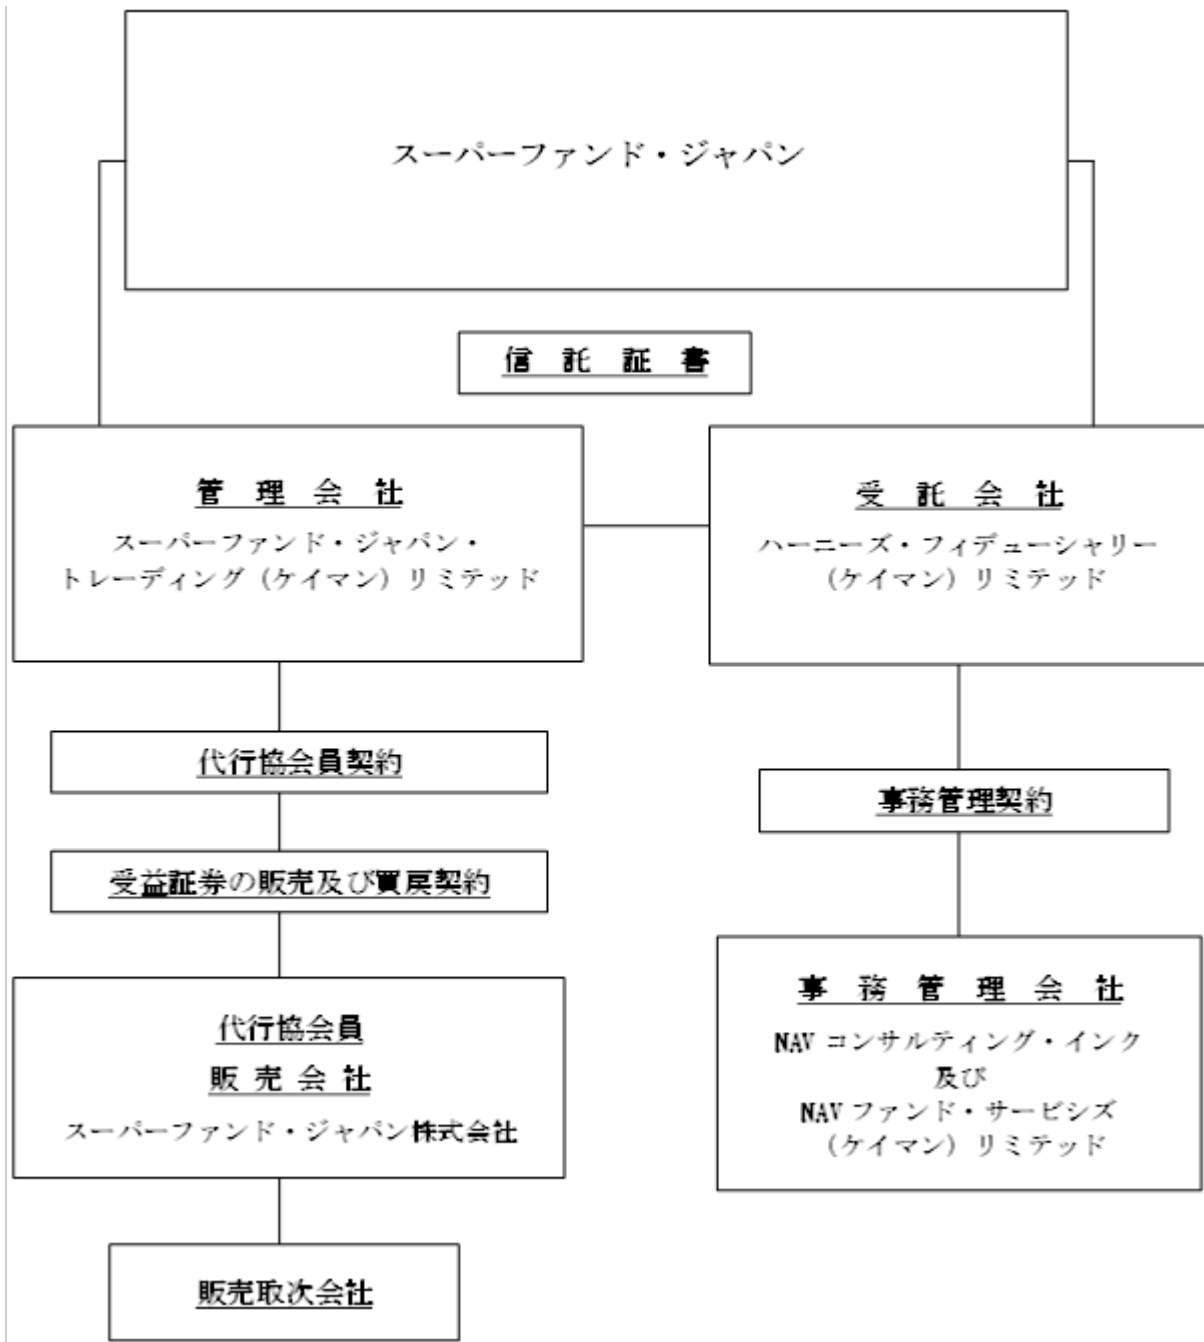 スーパーファンド・ジャパン
信 託 証 書
管 理 会 社
スーパーファンド・ジャパン・
トレーディング（ケイマン）リミテッド
受 託 会 社
ハーニーズ・フィデューシャリー
（ケイマン）リミテッド
代行協会員契約
受益証券の販売及び買戻契約
事務管理契約
代行協会員
販 売 会 社
スーパーファンド・ジャパン株式会社
事 務 管 理 会 社
NAV コンサルティング・インク
及び
NAV ファンド・サービシズ
（ケイマン）リミテッド
販売取次会社